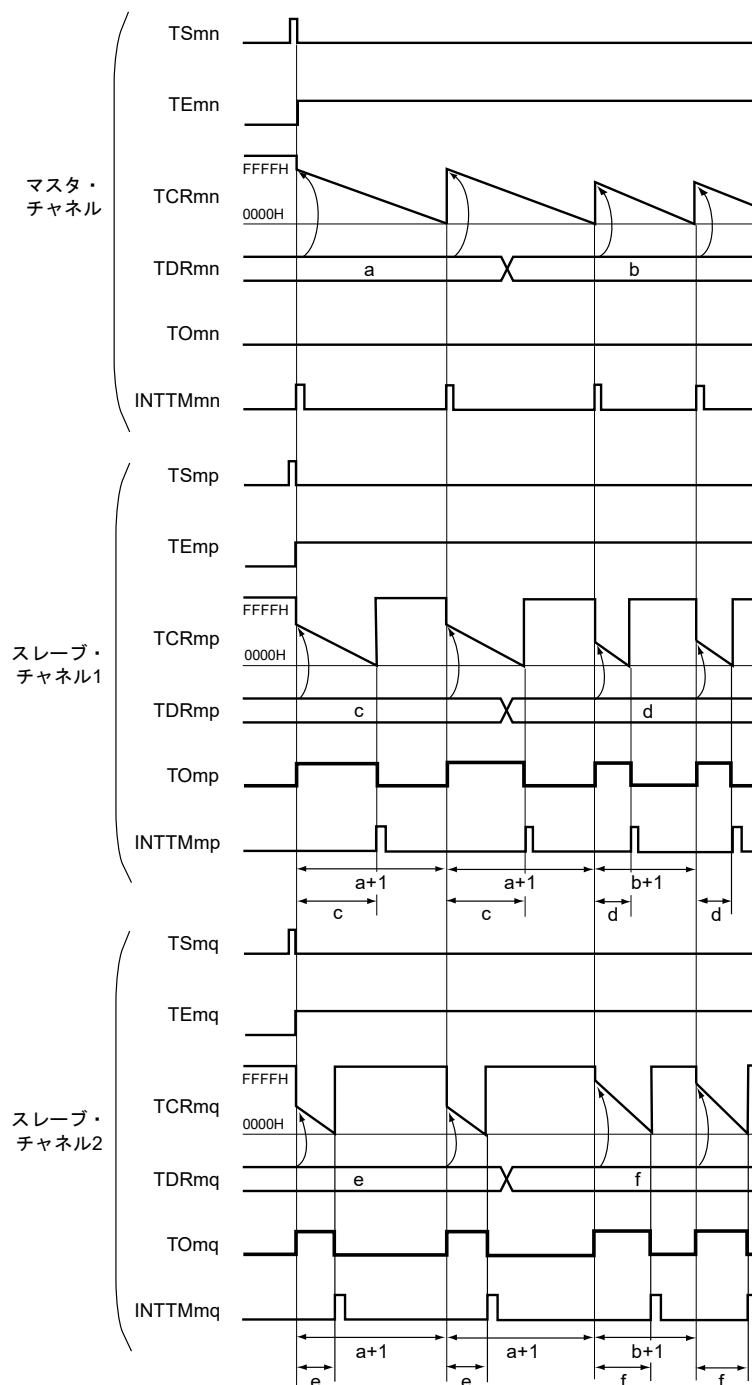 TSmn
TEmn
マスタ・
チャネル
TCRmn
FFFFH
0000H
TDRmn
a
b
TOmn
INTTMmn
TSmp
TEmp
スレーブ・
チャネル1
TCRmp
FFFFH
0000H
TDRmp
c
d
TOmp
INTTMmp
a+1
a+1
b+1
c
c
d
d
TSmq
TEmq
スレーブ・
チャネル2
TCRmq
FFFFH
0000H
TDRmq
e
f
TOmq
INTTMmq
a+1
a+1
b+1
e
e
f
f